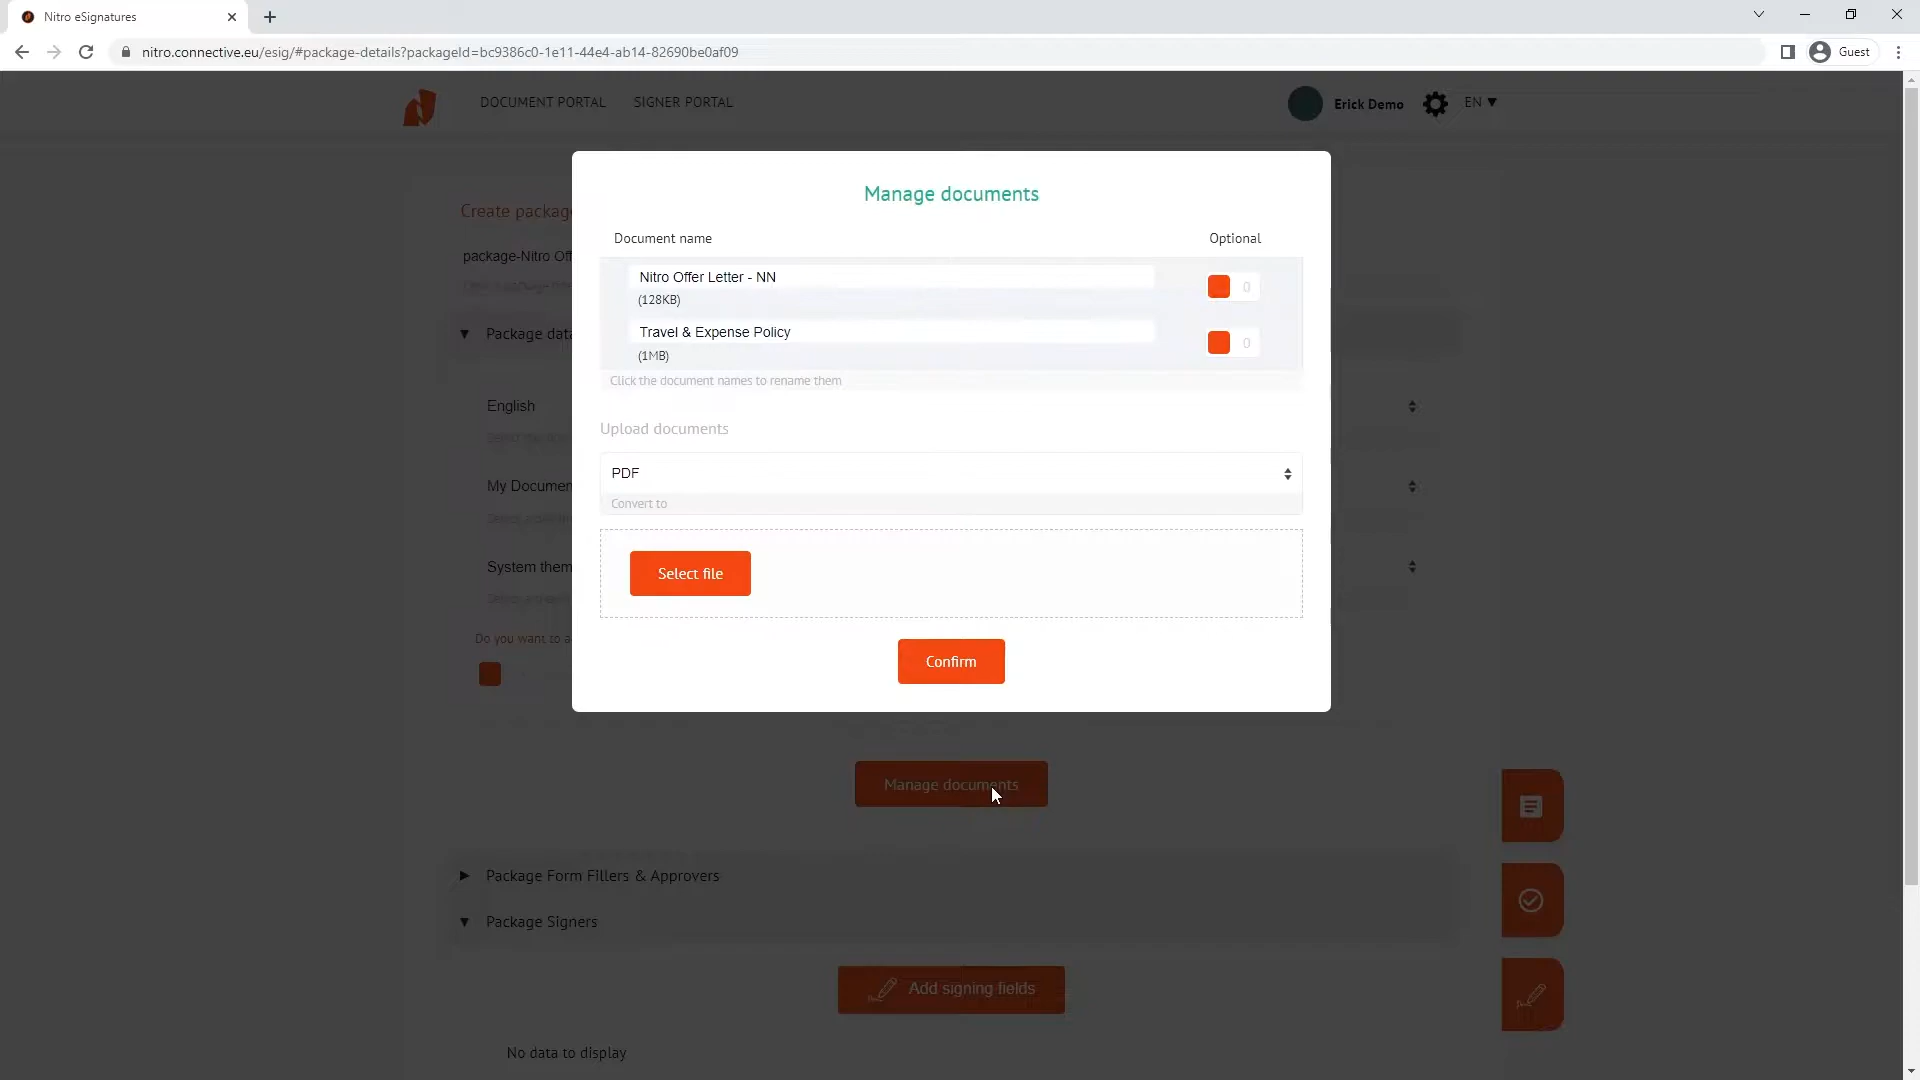 Nitro eSignatures
nitro.connective.eu/esig/#package-details?packageId=bc9386c0-1e11-44e4-ab14-82690be0af09
Guest
DOCUMENT PORTAL
SIGNER PORTAL
Erick Demo
EN ▼
Create packag
package-Nitro Off
Package data
English
My Documen
System them
Do you want to a
Manage documents
Document name
Optional
Nitro Offer Letter - NN
0
(128KB)
Travel & Expense Policy
0
(1MB)
Click the document names to rename them
Upload documents
PDF
Convert to
Select file
Confirm
Manage documents
Package Form Fillers & Approvers
Package Signers
Add signing fields
No data to display